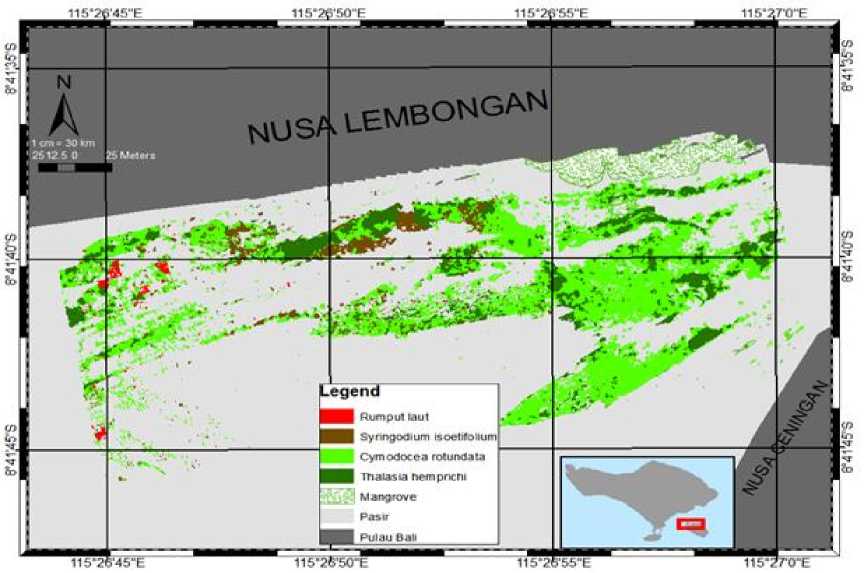 115°26'45"E 115°26'50"E 115°26'55"E 115°27'0"E
8°41'35"S 8°41'35"S
NUSA LEMBONGAN
N
1 cm = 30 km
25 12.5 0 25 Meters
8°41'40"S 8°41'40"S
Legend
Rumput laut
Syringodium isoetifolium
Cymodocea rotundata
Thalasia hemprichi
Mangrove
Pasir
Pulau Bali
NUSA CENINGAN
8°41'45"S 8°41'45"S
115°26'45"E 115°26'50"E 115°26'55"E 115°27'0"E